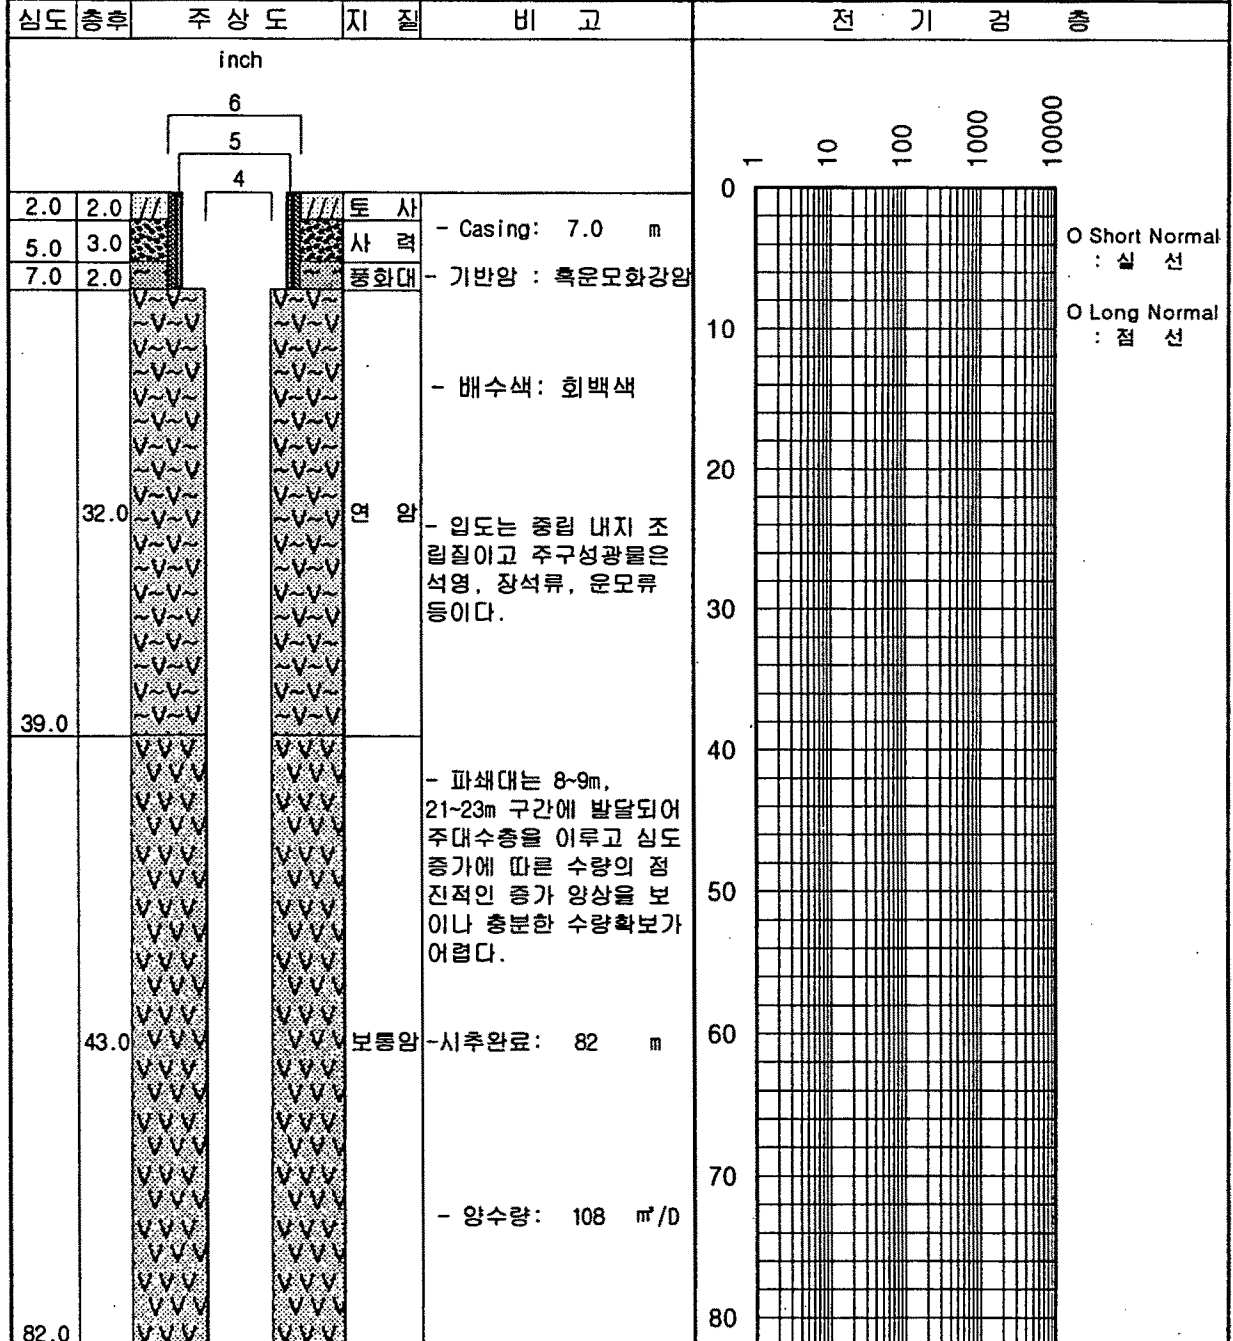 심도 층후 주 상 도 지 질 비 고 전 기 검 층
inch
6
5
4
1 10 100 1000 10000
0
2.0 2.0 토 사
5.0 3.0 사 력
7.0 2.0 풍화대
- Casing: 7.0 m
- 기반암 : 흑운모화강암
O Short Normal
: 실 선
O Long Normal
: 점 선
10
- 배수색: 회백색
20
32.0 연 암
- 입도는 중립 내지 조
립질이고 주구성광물은
석영, 장석류, 운모류
등이다.
30
39.0
40
- 파쇄대는 8~9m,
21~23m 구간에 발달되어
주대수층을 이루고 심도
증가에 따른 수량의 점
진적인 증가 양상을 보
이나 충분한 수량확보가
어렵다.
50
43.0 보통암 -시추완료: 82 m
60
70
- 양수량: 108 ㎥/D
80
82.0